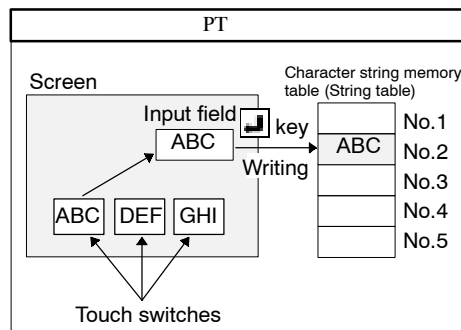 PT
Screen
Character string memory
table (String table)
Input field
key
ABC
Writing
ABC
No.1
No.2
No.3
No.4
No.5
ABC
DEF
GHI
Touch switches